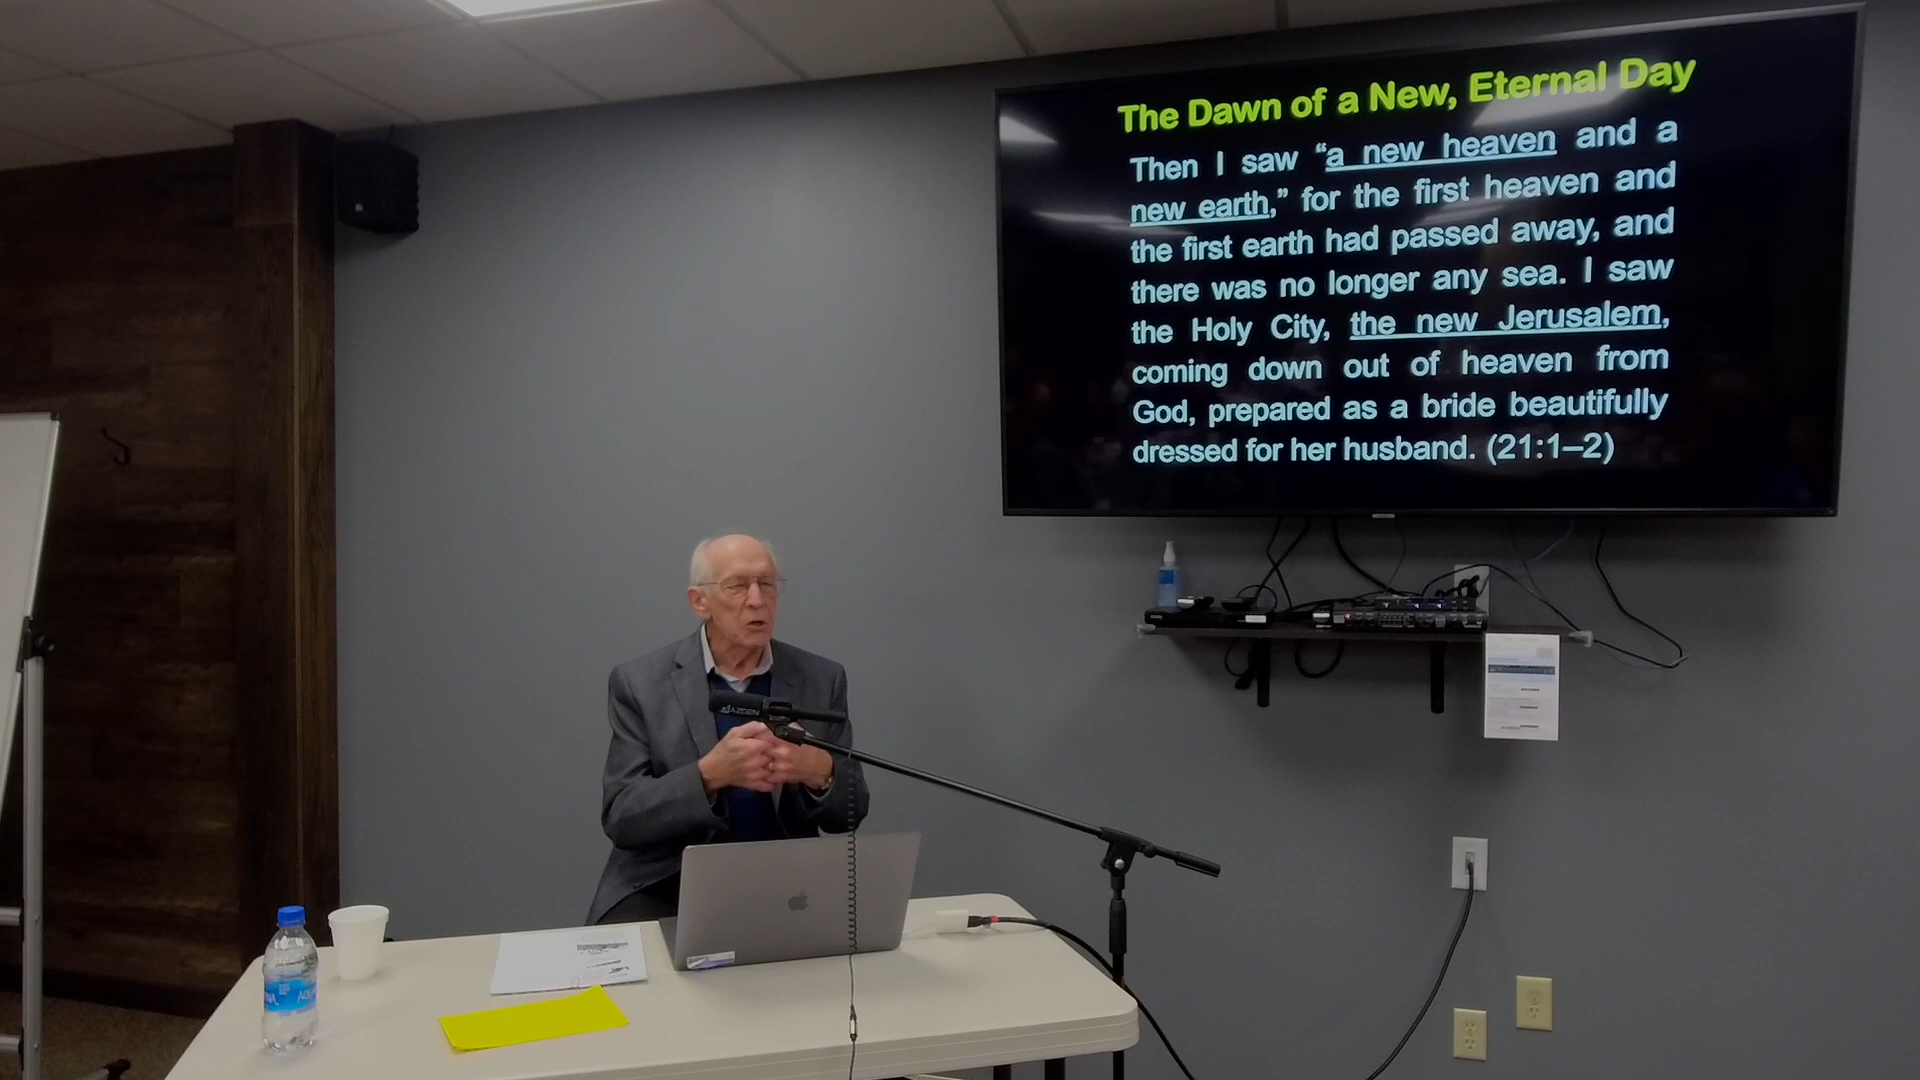 The Dawn of a New, Eternal Day
Then I saw “a new heaven and a
new earth,” for the first heaven and
the first earth had passed away, and
there was no longer any sea. I saw
the Holy City, the new Jerusalem,
coming down out of heaven from
God, prepared as a bride beautifully
dressed for her husband. (21:1–2)
AZDEN